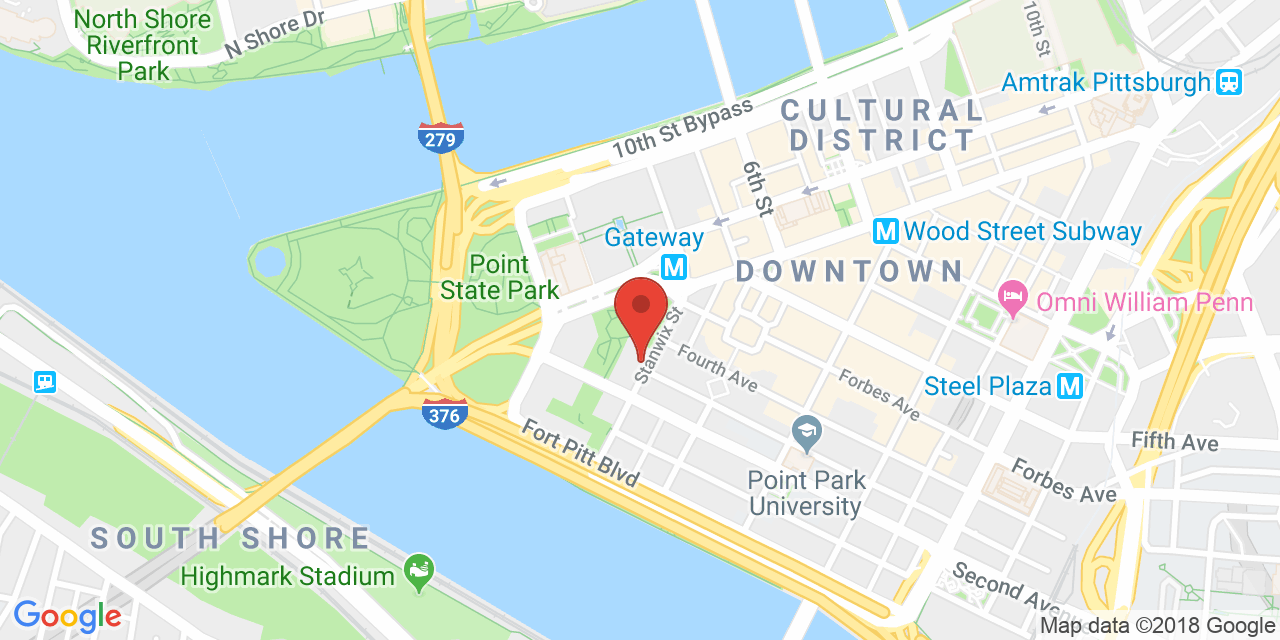 North Shore
Riverfront
Park
N Shore Dr
10th St
Amtrak Pittsburgh
279
10th St Bypass
CULTURAL
DISTRICT
6th St
Gateway
M
M Wood Street Subway
Point
State Park
DOWNTOWN
Omni William Penn
Stanwix St
Fourth Ave
Forbes Ave
Steel Plaza M
376
Fort Pitt Blvd
Fifth Ave
Forbes Ave
Point Park
University
SOUTH SHORE
Highmark Stadium
Second Avenue
Google
Map data ©2018 Google